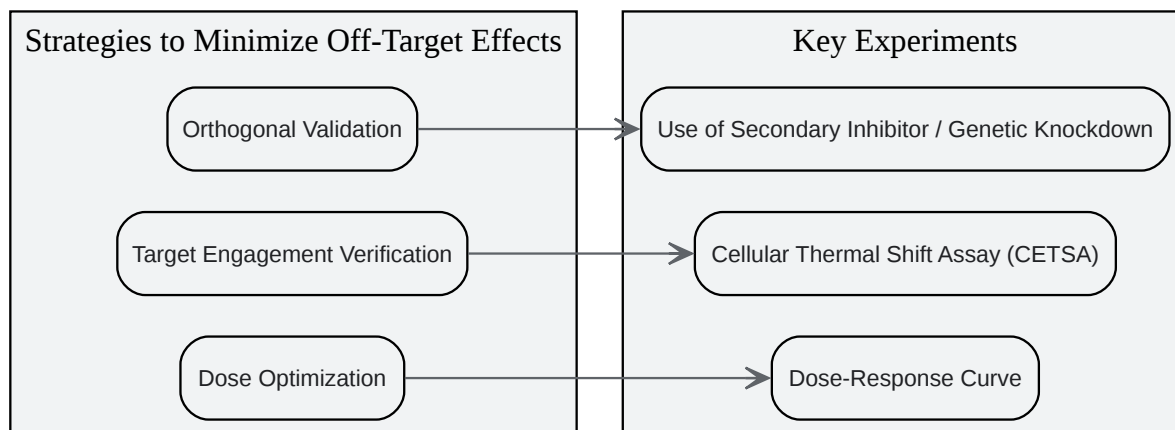 Strategies to Minimize Off-Target Effects
Key Experiments
Orthogonal Validation
Use of Secondary Inhibitor / Genetic Knockdown
Target Engagement Verification
Cellular Thermal Shift Assay (CETSA)
Dose Optimization
Dose-Response Curve